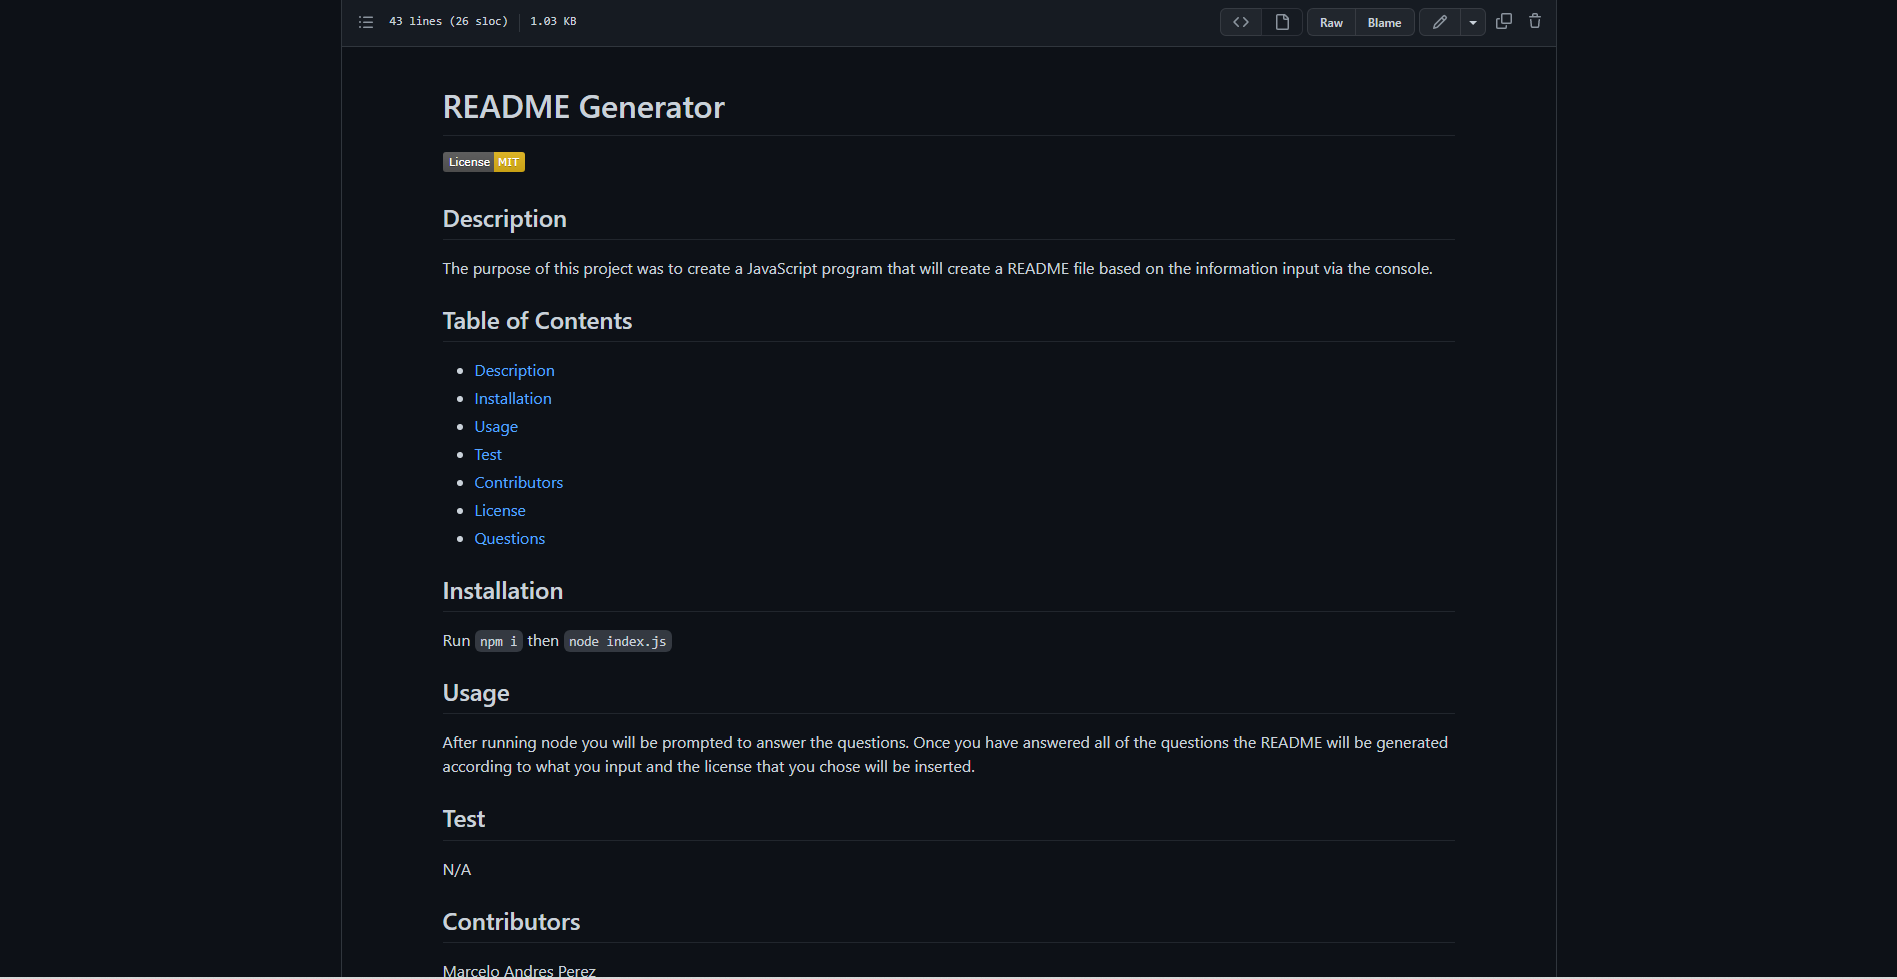 43 lines (26 sloc) 1.03 KB Raw Blame
README Generator
License MIT
Description
The purpose of this project was to create a JavaScript program that will create a README file based on the information input via the console.
Table of Contents
Description
Installation
Usage
Test
Contributors
License
Questions
Installation
Run npm i then node index.js
Usage
After running node you will be prompted to answer the questions. Once you have answered all of the questions the README will be generated
according to what you input and the license that you chose will be inserted.
Test
N/A
Contributors
Marcelo Andres Perez